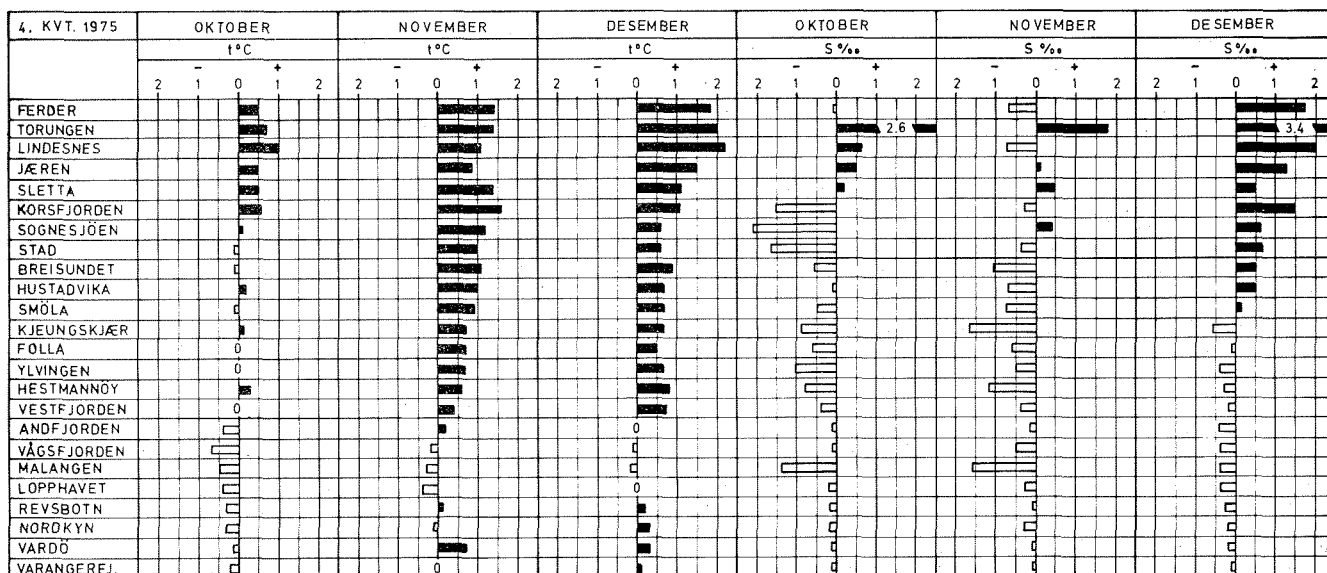 4. KVT. 1975 OKTOBER NOVEMBER DESEMBER OKTOBER NOVEMBER DESEMBER
t°C t°C t°C S‰ S‰ S‰
- + - + - + - + - + - +
2 1 0 1 2 2 1 0 1 2 2 1 0 1 2 2 1 0 1 2 2 1 0 1 2 2 1 0 1 2
FERDER
TORUNGEN 2.6 3.4
LINDESNES
JÆREN
SLETTA
KORSFJORDEN
SOGNESJÖEN
STAD
BREISUNDET
HUSTADVIKA
SMÖLA
KJEUNGSKJÆR
FOLLA 0
YLVINGEN 0
HESTMANNÖY
VESTFJORDEN 0
ANDFJORDEN 0
VÅGSFJORDEN
MALANGEN
LOPPHAVET 0
REVSBOTN
NORDKYN
VARDÖ
VARANGERFJ. 0